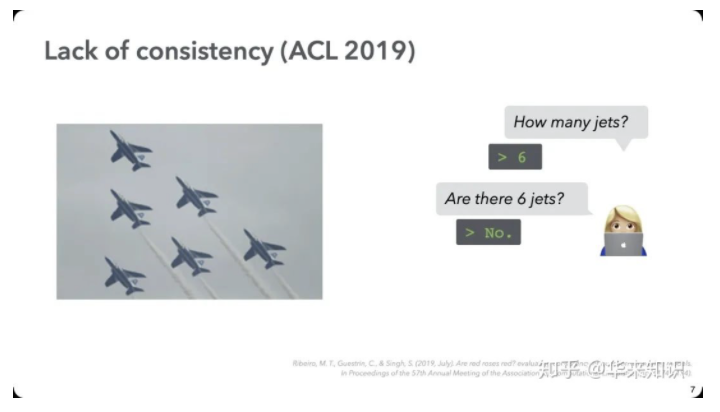 Lack of consistency (ACL 2019)
How many jets?
> 6
Are there 6 jets?
> No.
Ribeiro, M. T., Guestrin, C., & Singh, S. (2019, July). Are red roses red?
in Proceedings of the 57th Annual Meeting of the Association
知乎 @华来知识
7